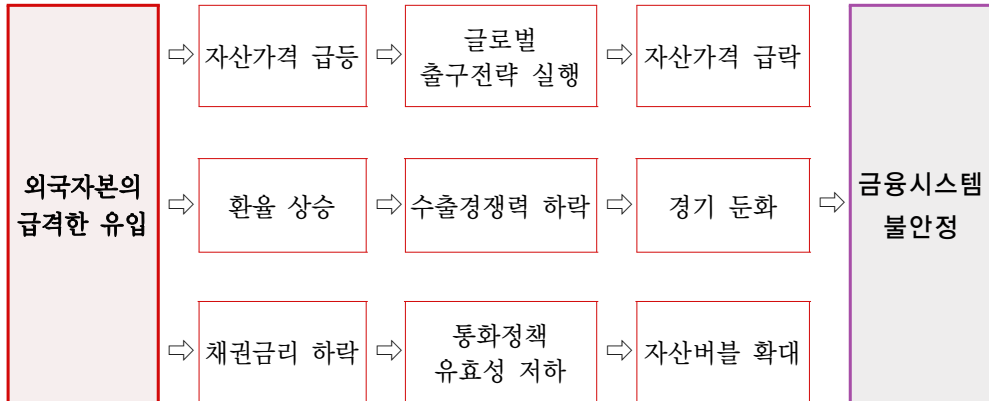 외국자본의
급격한 유입
⇨ 자산가격 급등 ⇨ 글로벌
출구전략 실행 ⇨ 자산가격 급락
⇨ 환율 상승 ⇨ 수출경쟁력 하락 ⇨ 경기 둔화 ⇨
⇨ 채권금리 하락 ⇨ 통화정책
유효성 저하 ⇨ 자산버블 확대
금융시스템
불안정